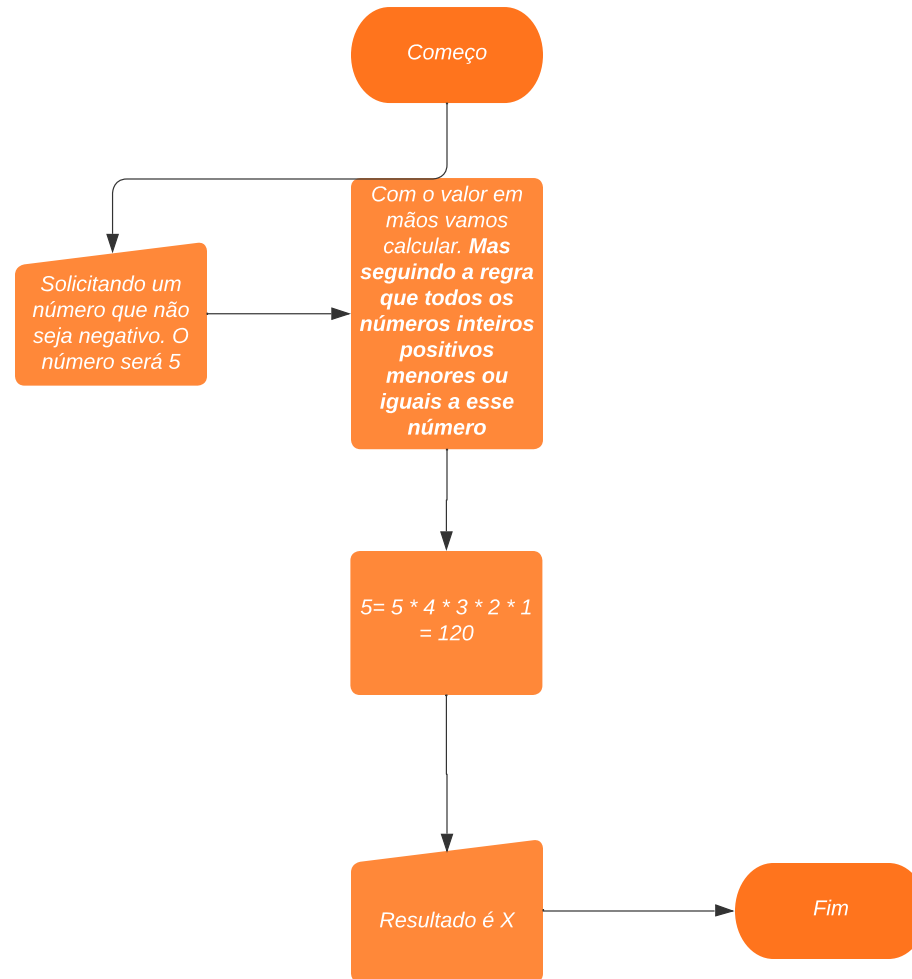 Começo
Solicitando um
número que não
seja negativo. O
número será 5
Com o valor em
mãos vamos
calcular. Mas
seguindo a regra
que todos os
números inteiros
positivos
menores ou
iguais a esse
número
5= 5 * 4 * 3 * 2 * 1
= 120
Resultado é X
Fim